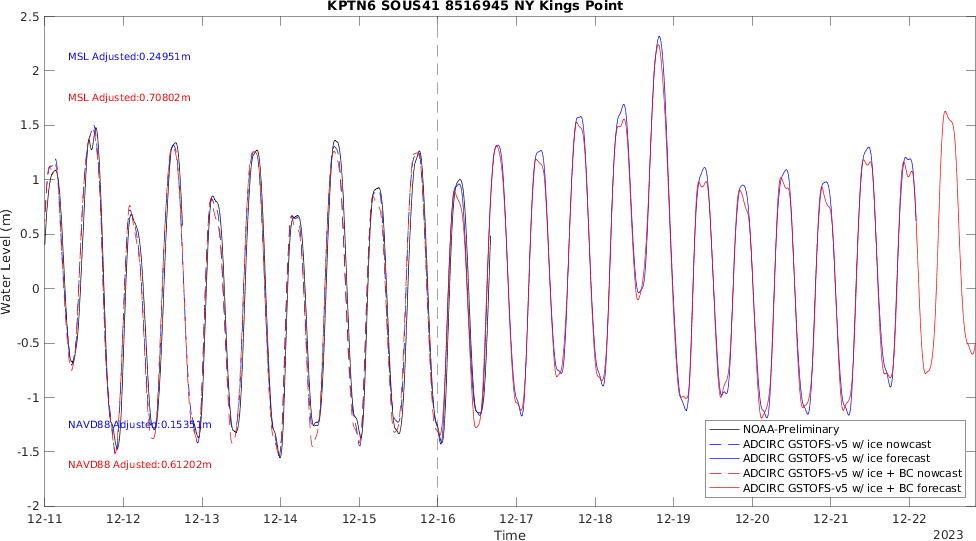 KPTN6 SOUS41 8516945 NY Kings Point
2.5
2
1.5
1
0.5
0
-0.5
-1
-1.5
-2
Water Level (m)
MSL Adjusted:0.24951m
MSL Adjusted:0.70802m
NAVD88 Adjusted:0.15351m
NAVD88 Adjusted:0.61202m
NOAA-Preliminary
ADCIRC GSTOFS-v5 w/ ice nowcast
ADCIRC GSTOFS-v5 w/ ice forecast
ADCIRC GSTOFS-v5 w/ ice + BC nowcast
ADCIRC GSTOFS-v5 w/ ice + BC forecast
12-11 12-12 12-13 12-14 12-15 12-16 12-17 12-18 12-19 12-20 12-21 12-22
Time
2023